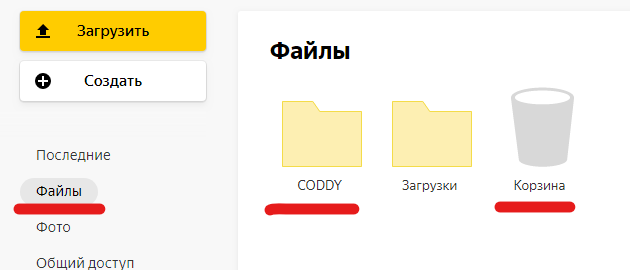 Загрузить
Создать
Последние
Файлы
Фото
Общий доступ
Файлы
CODDY
Загрузки
Корзина